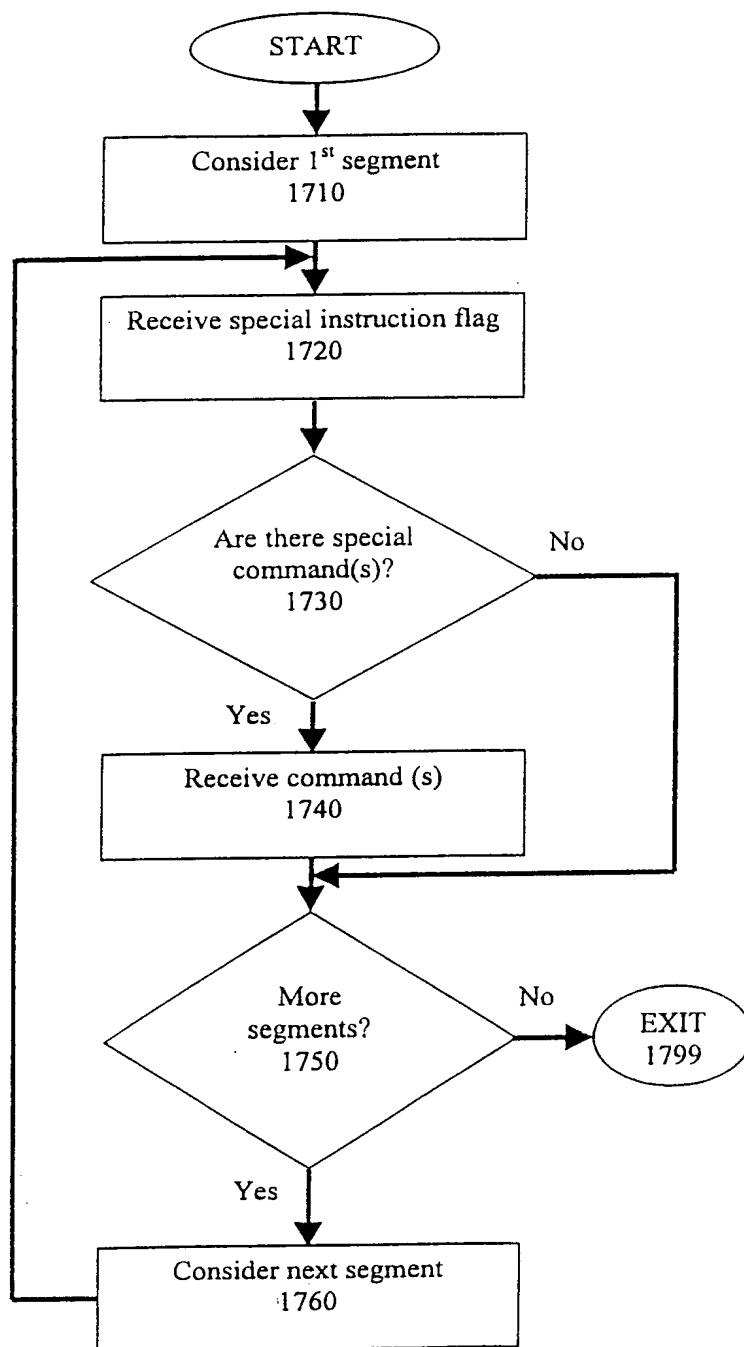 START
Consider 1st segment
1710
Receive special instruction flag
1720
Are there special
command(s)?
1730
No
Yes
Receive command (s)
1740
More
segments?
1750
No
EXIT
1799
Yes
Consider next segment
1760